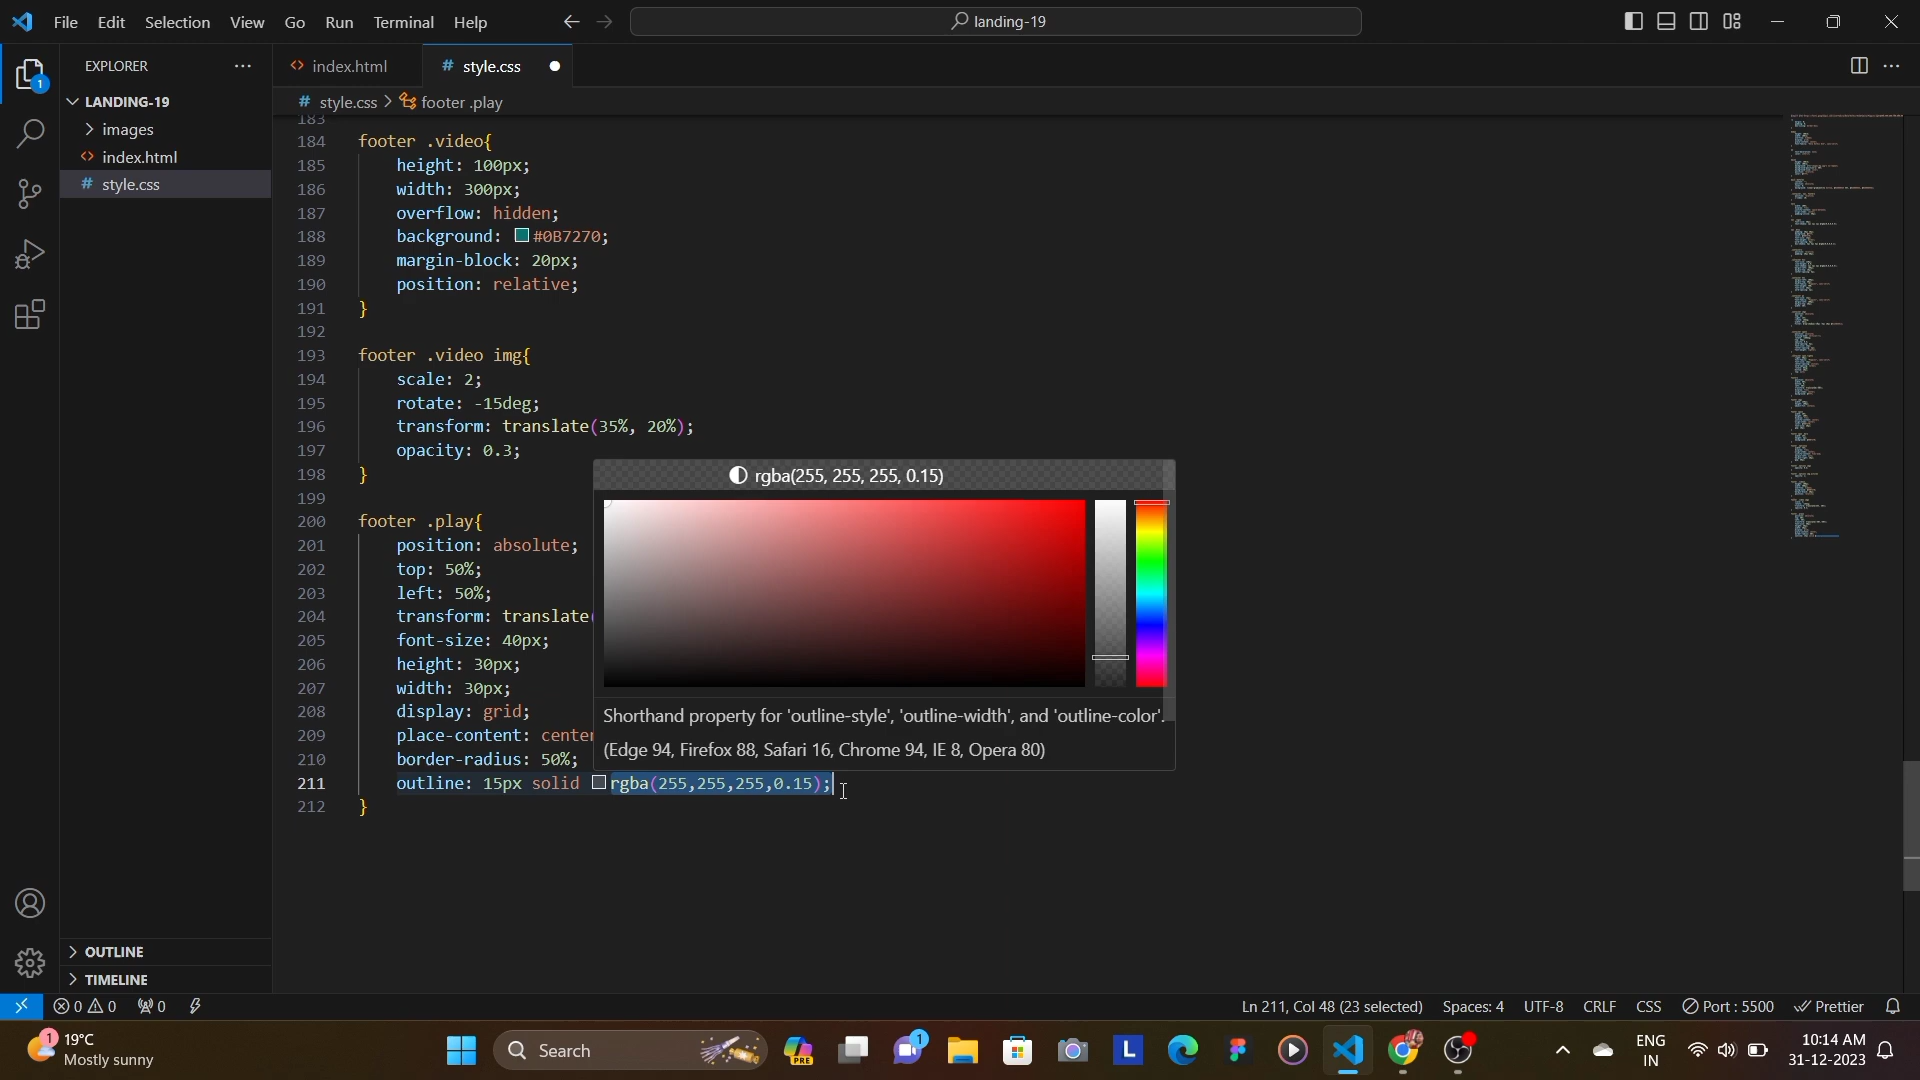 File Edit Selection View Go Run Terminal Help
landing-19
EXPLORER
index.html
style.css
1
LANDING-19
style.css > footer .play
images
index.html
style.css
183
184 footer .video{
185 height: 100px;
186 width: 300px;
187 overflow: hidden;
188 background: #0B7270;
189 margin-block: 20px;
190 position: relative;
191 }
192
193 footer .video img{
194 scale: 2;
195 rotate: -15deg;
196 transform: translate(35%, 20%);
197 opacity: 0.3;
198 }
199
200 footer .play{
201 position: absolute;
202 top: 50%;
203 left: 50%;
204 transform: translate(
205 font-size: 40px;
206 height: 30px;
207 width: 30px;
208 display: grid;
209 place-content: center
210 border-radius: 50%;
211 outline: 15px solid rgba(255,255,255,0.15);
212 }
rgba(255, 255, 255, 0.15)
Shorthand property for 'outline-style', 'outline-width', and 'outline-color'.
(Edge 94, Firefox 88, Safari 16, Chrome 94, IE 8, Opera 80)
OUTLINE
TIMELINE
0 0 0 Ln 211, Col 48 (23 selected) Spaces: 4 UTF-8 CRLF CSS Port : 5500 Prettier
1
19°C
Mostly sunny
Search
PRE
1
L
ENG
IN
10:14 AM
31-12-2023